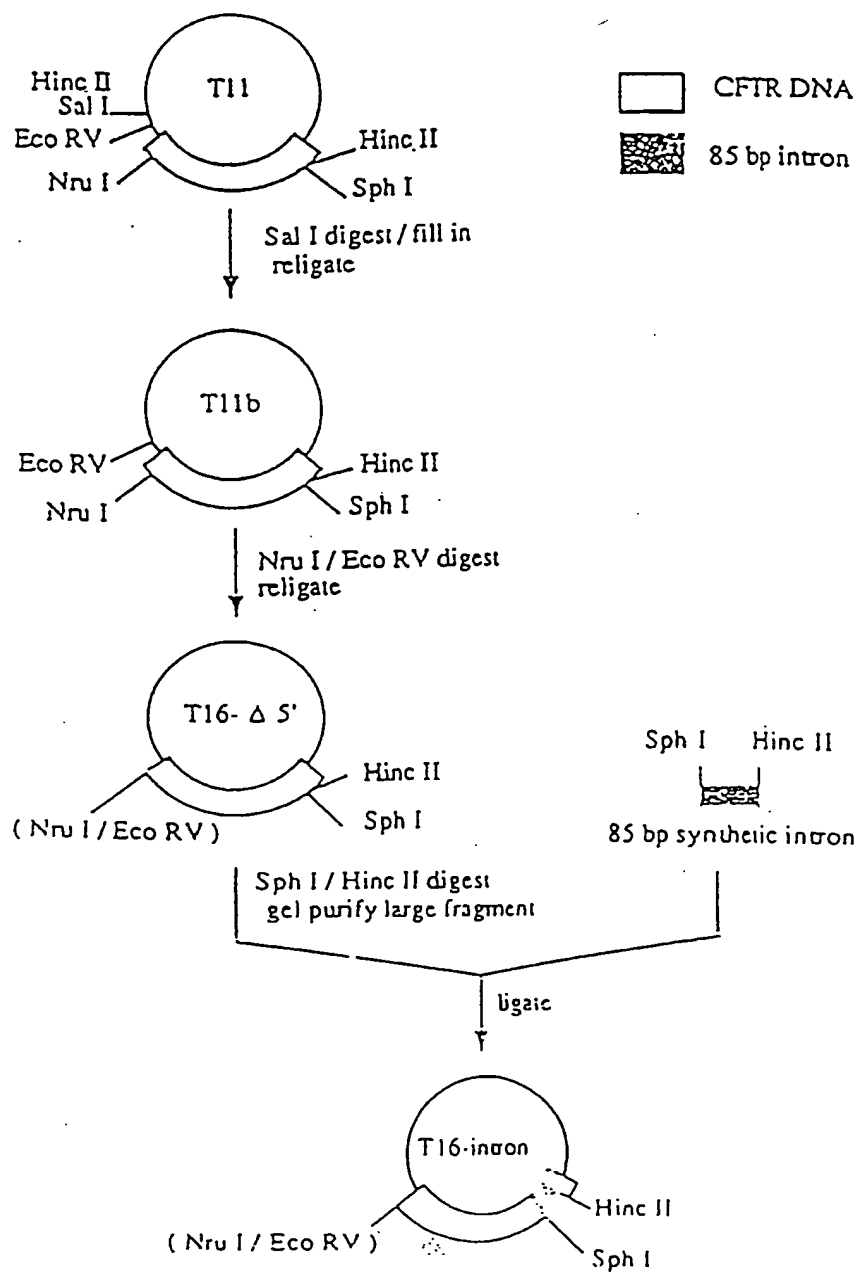 T11
Hinc II
Sal I
Eco RV
Nru I
Hinc II
Sph I
CFTR DNA
85 bp intron
Sal I digest / fill in
religate
T11b
Eco RV
Nru I
Hinc II
Sph I
Nru I / Eco RV digest
religate
T16- Δ 5'
Hinc II
Sph I
( Nru I / Eco RV )
Sph I Hinc II
85 bp synthetic intron
Sph I / Hinc II digest
gel purify large fragment
ligate
T16-intron
Hinc II
( Nru I / Eco RV )
Sph I